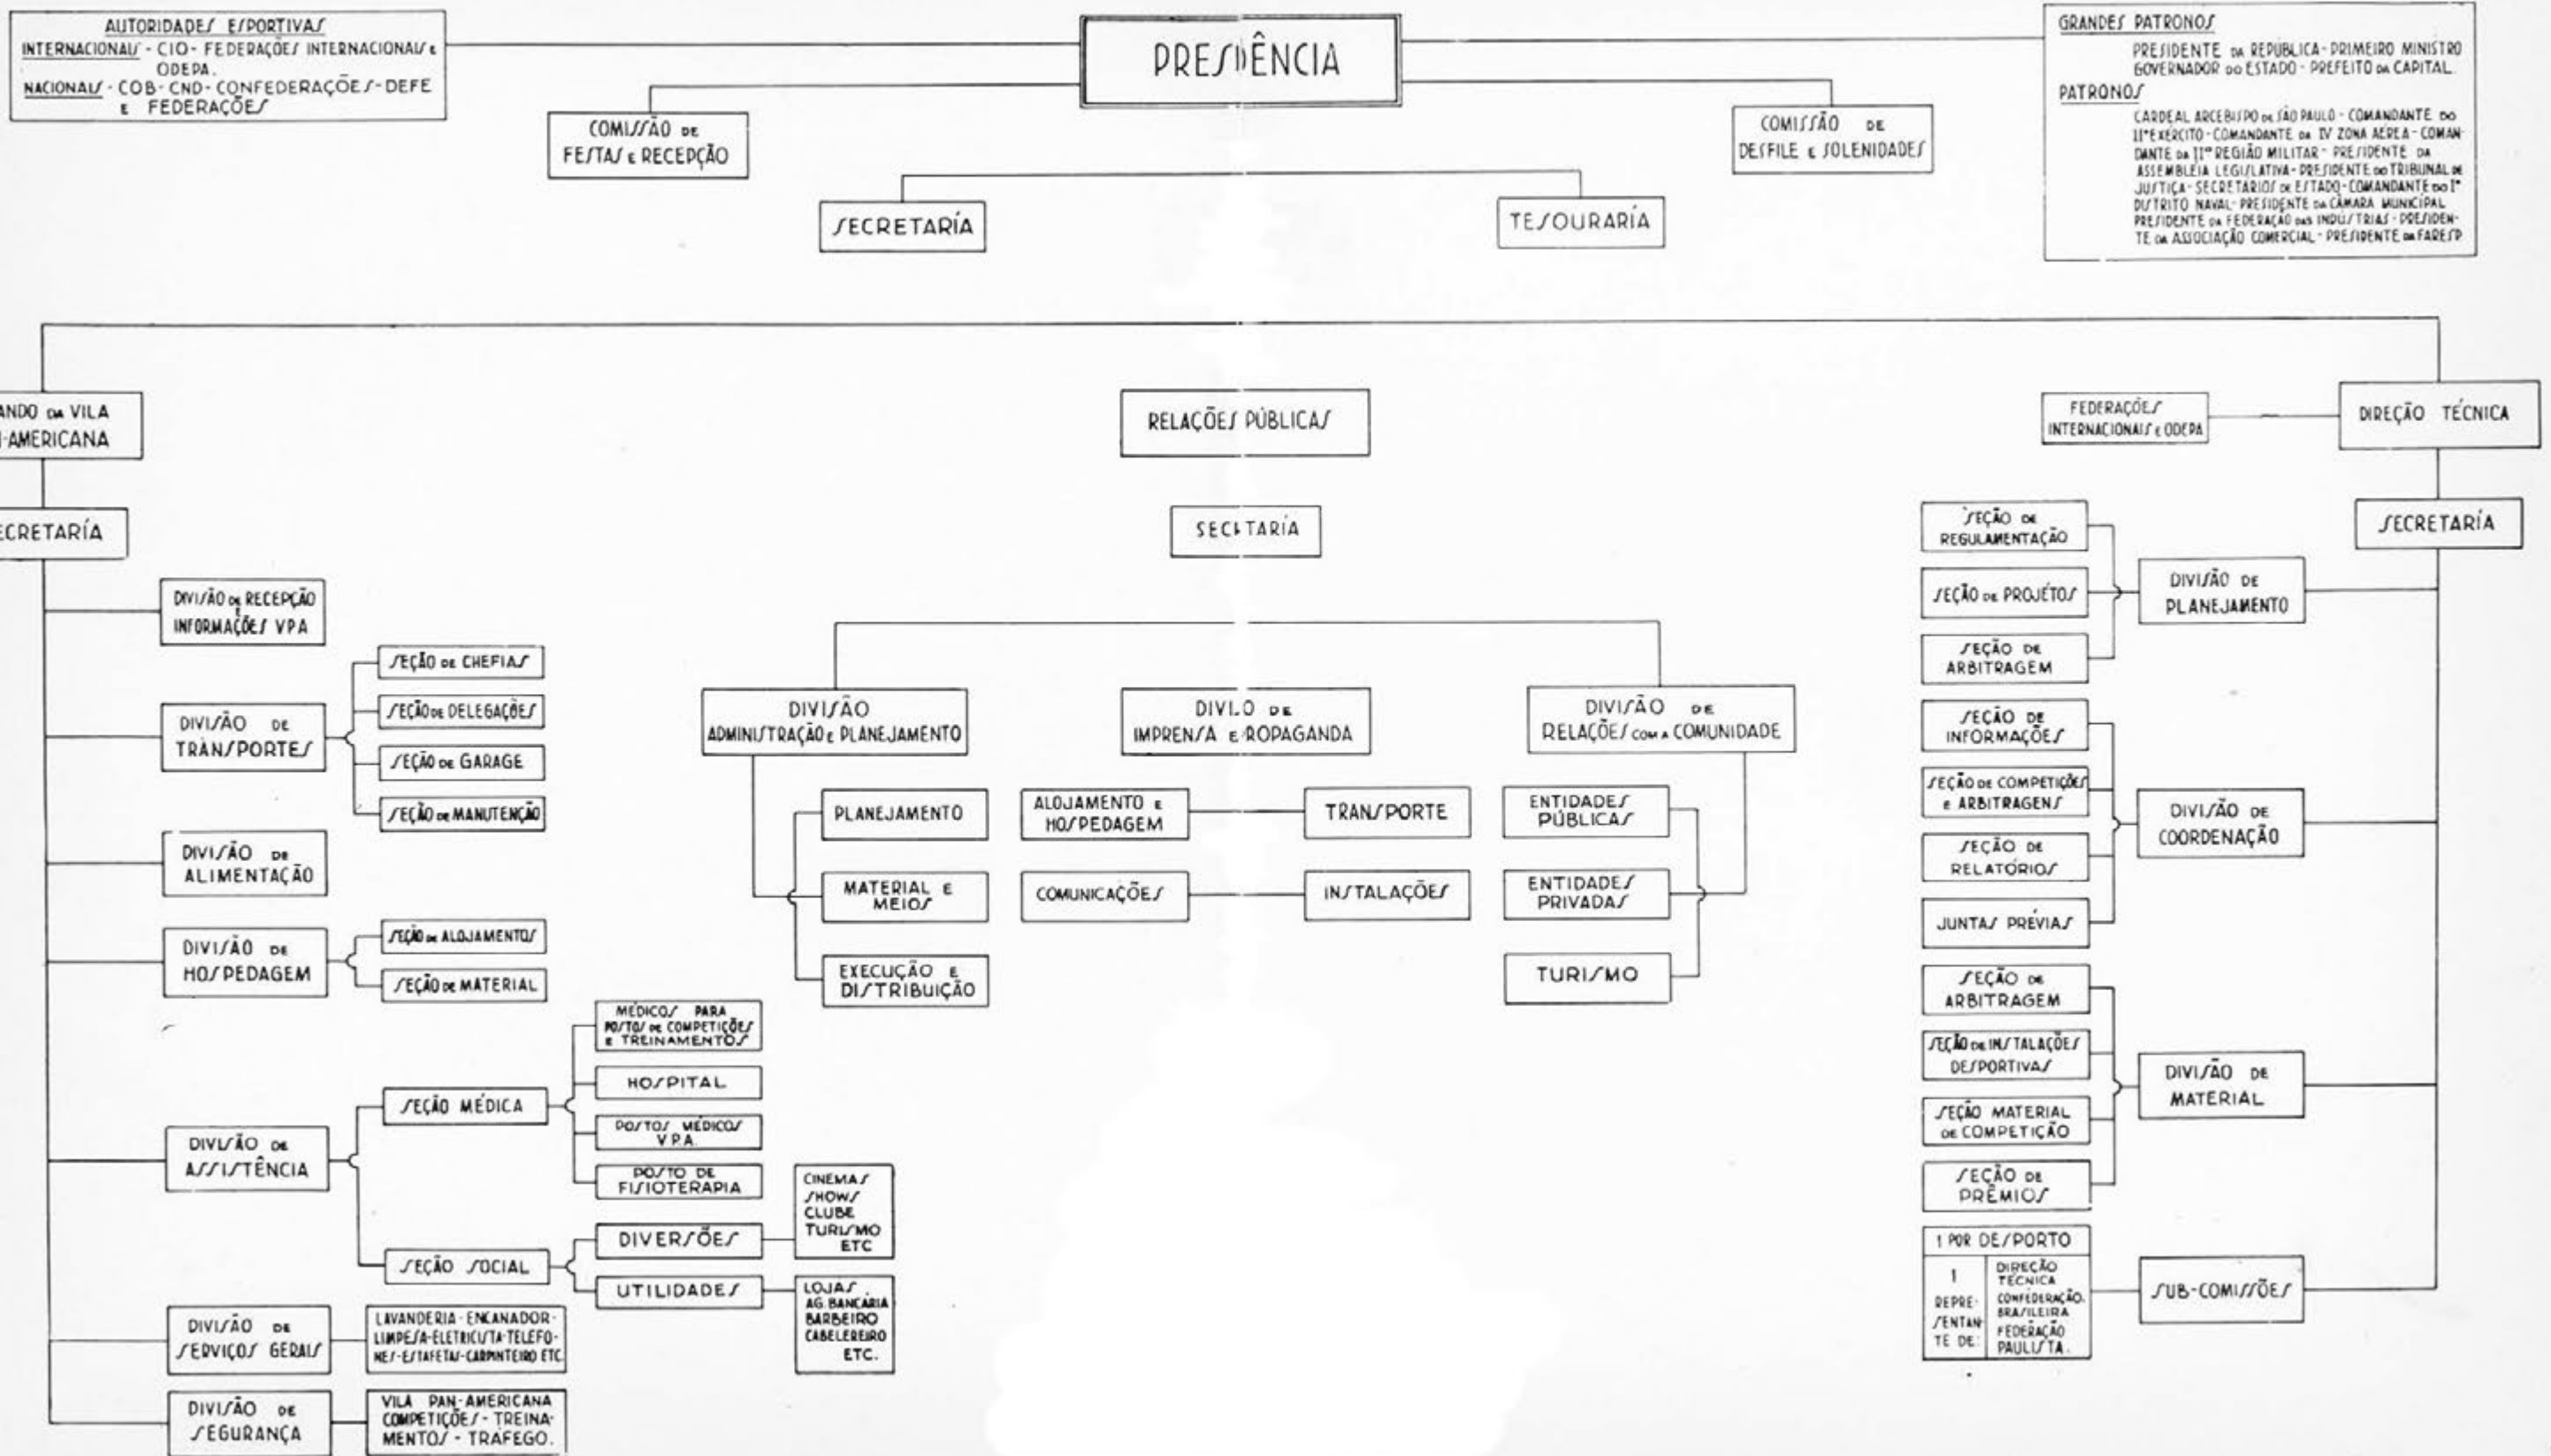 AUTORIDADES ESPORTIVAS
INTERNACIONAIS - CIO - FEDERAÇÕES INTERNACIONAIS E
ODEPA.
NACIONAIS - COB - CND - CONFEDERAÇÕES - DEFE
E FEDERAÇÕES
PRESIDÊNCIA
GRANDES PATRONOS
PRESIDENTE DA REPÚBLICA - PRIMEIRO MINISTRO
GOVERNADOR DO ESTADO - PREFEITO DA CAPITAL.
PATRONOS
CARDEAL ARCEBISPO DE SÃO PAULO - COMANDANTE DO
IIº EXÉRCITO - COMANDANTE DA IV ZONA AÉREA - COMAN-
DANTE DA IIª REGIÃO MILITAR - PRESIDENTE DA
ASSEMBLEIA LEGISLATIVA - PRESIDENTE DO TRIBUNAL DE
JUSTIÇA - SECRETÁRIOS DE ESTADO - COMANDANTE DO Iº
DISTRITO NAVAL - PRESIDENTE DA CÂMARA MUNICIPAL
PRESIDENTE DA FEDERAÇÃO DAS INDÚSTRIAS - PRESIDEN-
TE DA ASSOCIAÇÃO COMERCIAL - PRESIDENTE DA FARESP
COMISSÃO DE
FESTAS E RECEPÇÃO
COMISSÃO DE
DESFILE E SOLENIDADES
SECRETARÍA
TESOURARÍA
ANDO DA VILA
-AMERICANA
RELAÇÕES PÚBLICAS
FEDERAÇÕES
INTERNACIONAIS E ODEPA
DIREÇÃO TÉCNICA
ECRETARÍA
SEC TARÍA
SECRETARÍA
DIVISÃO DE RECEPÇÃO
E
INFORMAÇÕES VPA
DIVISÃO DE
TRANSPORTES
SEÇÃO DE CHEFIAS
SEÇÃO DE DELEGAÇÕES
SEÇÃO DE GARAGE
SEÇÃO DE MANUTENÇÃO
DIVISÃO DE
ALIMENTAÇÃO
DIVISÃO DE
HOSPEDAGEM
SEÇÃO DE ALOJAMENTOS
SEÇÃO DE MATERIAL
DIVISÃO DE
ASSISTÊNCIA
SEÇÃO MÉDICA
MÉDICOS PARA
POSTOS DE COMPETIÇÕES
E TREINAMENTOS
HOSPITAL
POSTOS MÉDICOS
V.P.A.
POSTO DE
FISIOTERAPIA
SEÇÃO SOCIAL
DIVERSÕES
CINEMAS
SHOWS
CLUBE
TURISMO
ETC
UTILIDADES
LOJAS
AG. BANCÁRIA
BARBEIRO
CABELEREIRO
ETC.
DIVISÃO DE
SERVIÇOS GERAIS
LAVANDERIA - ENCANADOR -
LIMPESA - ELETRICISTA - TELEFO-
NES - ESTAFETAS - CARPINTEIRO ETC.
DIVISÃO DE
SEGURANÇA
VILA PAN-AMERICANA
COMPETIÇÕES - TREINA-
MENTOS - TRÁFEGO.
DIVISÃO
ADMINISTRAÇÃO E PLANEJAMENTO
DIVI O DE
IMPRENSA E ROPAGANDA
DIVISÃO DE
RELAÇÕES COM A COMUNIDADE
PLANEJAMENTO
MATERIAL E
MEIOS
EXECUÇÃO E
DISTRIBUIÇÃO
ALOJAMENTO E
HOSPEDAGEM
TRANSPORTE
COMUNICAÇÕES
INSTALAÇÕES
ENTIDADES
PÚBLICAS
ENTIDADES
PRIVADAS
TURISMO
SEÇÃO DE
REGULAMENTAÇÃO
SEÇÃO DE PROJÉTOS
SEÇÃO DE
ARBITRAGEM
DIVISÃO DE
PLANEJAMENTO
SEÇÃO DE
INFORMAÇÕES
SEÇÃO DE COMPETIÇÕES
E ARBITRAGENS
SEÇÃO DE
RELATÓRIOS
JUNTAS PRÉVIAS
DIVISÃO DE
COORDENAÇÃO
SEÇÃO DE
ARBITRAGEM
SEÇÃO DE INSTALAÇÕES
DESPORTIVAS
SEÇÃO MATERIAL
DE COMPETIÇÃO
SEÇÃO DE
PRÊMIOS
DIVISÃO DE
MATERIAL
1 POR DESPORTO
1
REPRE-
SENTAN-
TE DE:
DIREÇÃO
TÉCNICA
CONFEDERAÇÃO.
BRASILEIRA
FEDERAÇÃO
PAULISTA.
SUB-COMISSÕES